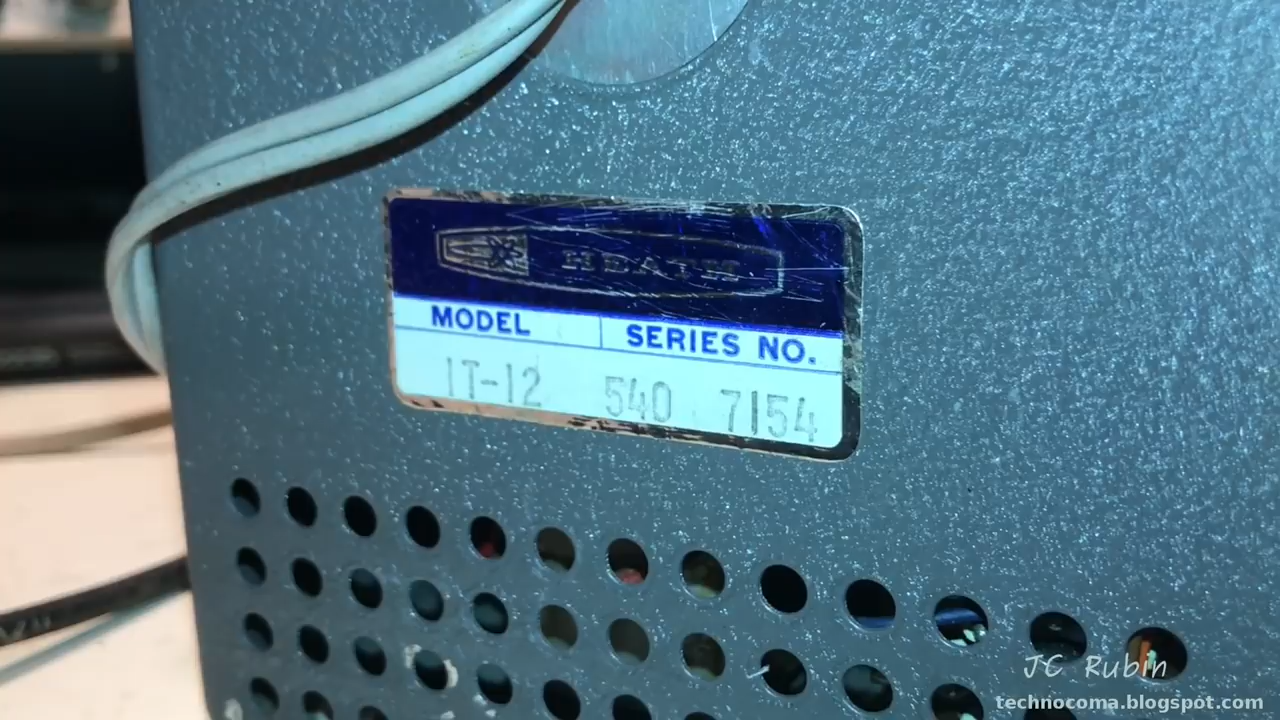 HEATH
MODEL SERIES NO.
IT-12 540 7154
JC Rubin
technocoma.blogspot.com